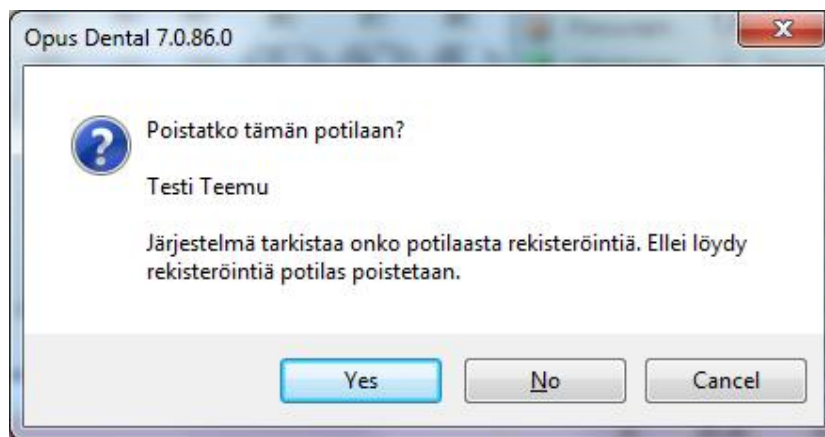 Opus Dental 7.0.86.0
Poistatko tämän potilaan?
Testi Teemu
Järjestelmä tarkistaa onko potilaasta rekisteröintiä. Ellei löydy
rekisteröintiä potilas poistetaan.
Yes No Cancel